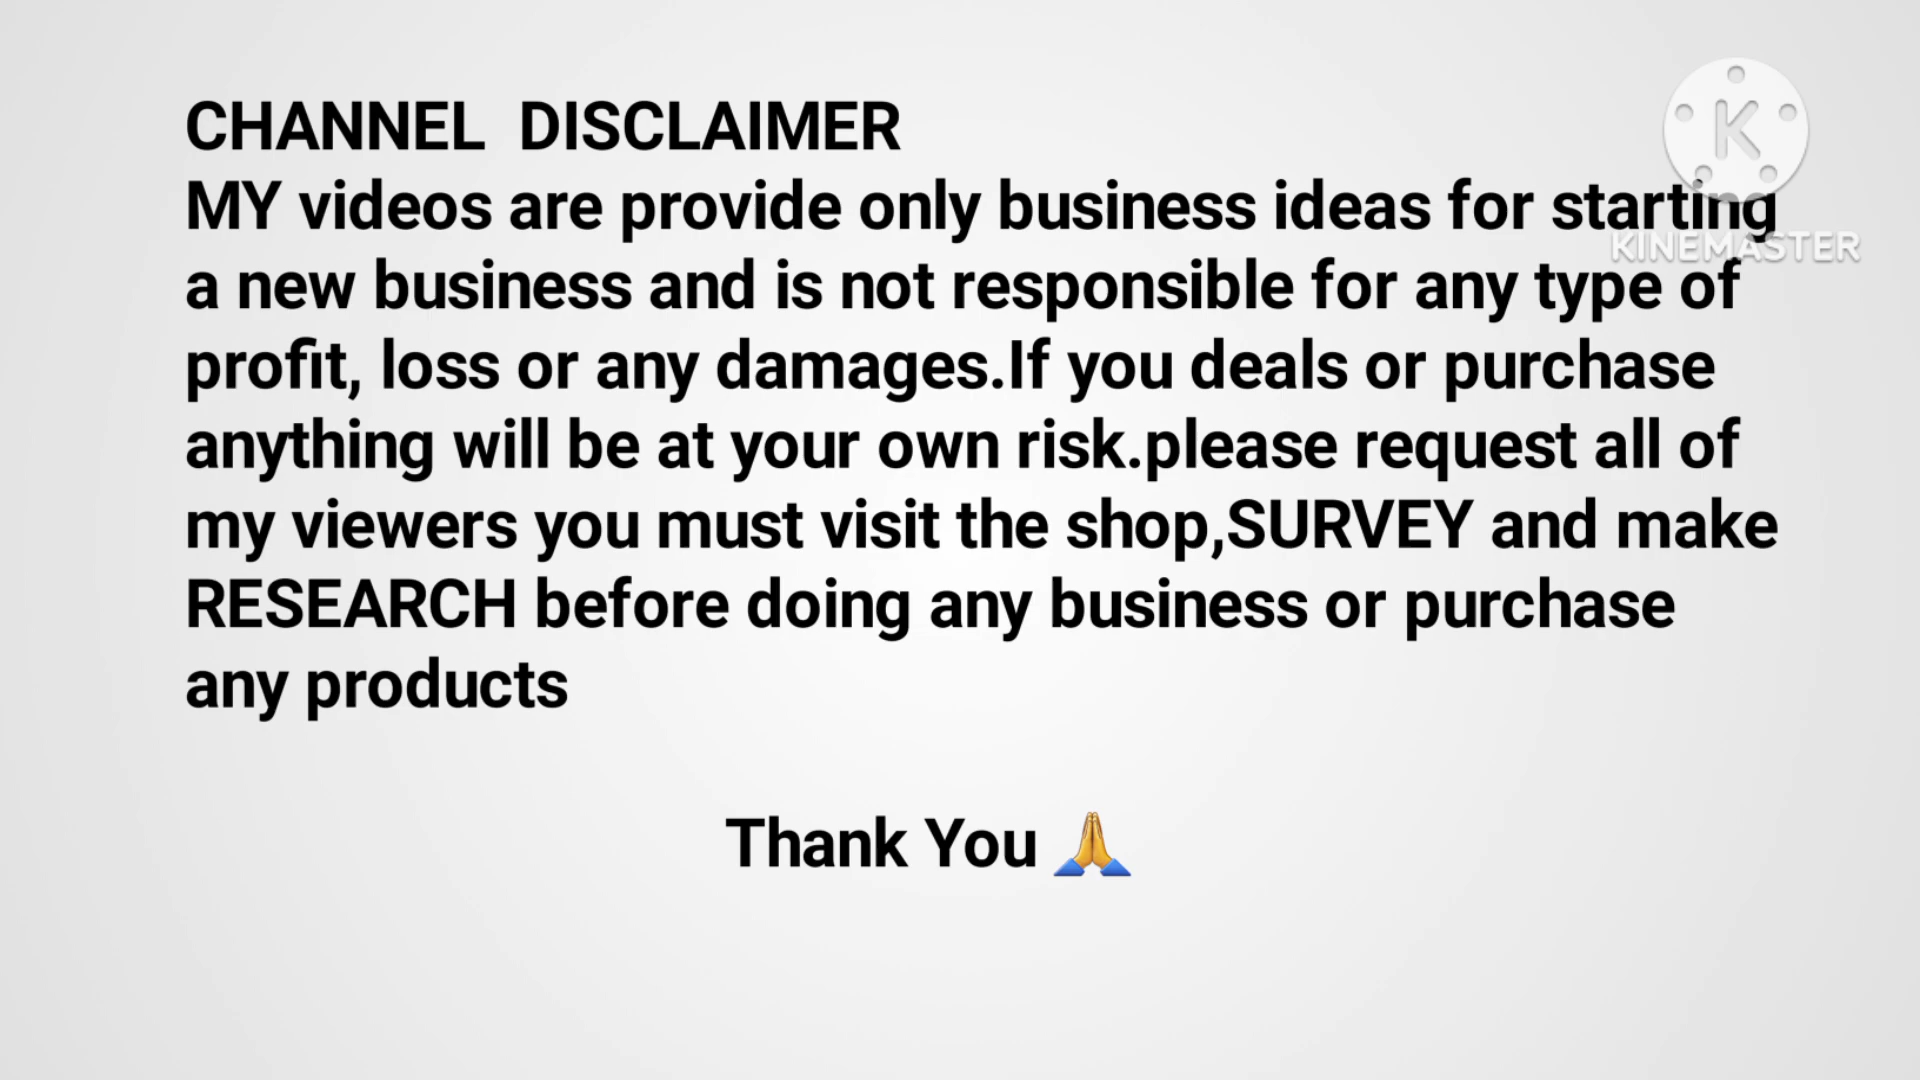 CHANNEL DISCLAIMER
MY videos are provide only business ideas for starting
KINEMASTER
a new business and is not responsible for any type of
profit, loss or any damages.If you deals or purchase
anything will be at your own risk.please request all of
my viewers you must visit the shop,SURVEY and make
RESEARCH before doing any business or purchase
any products
Thank You 🙏